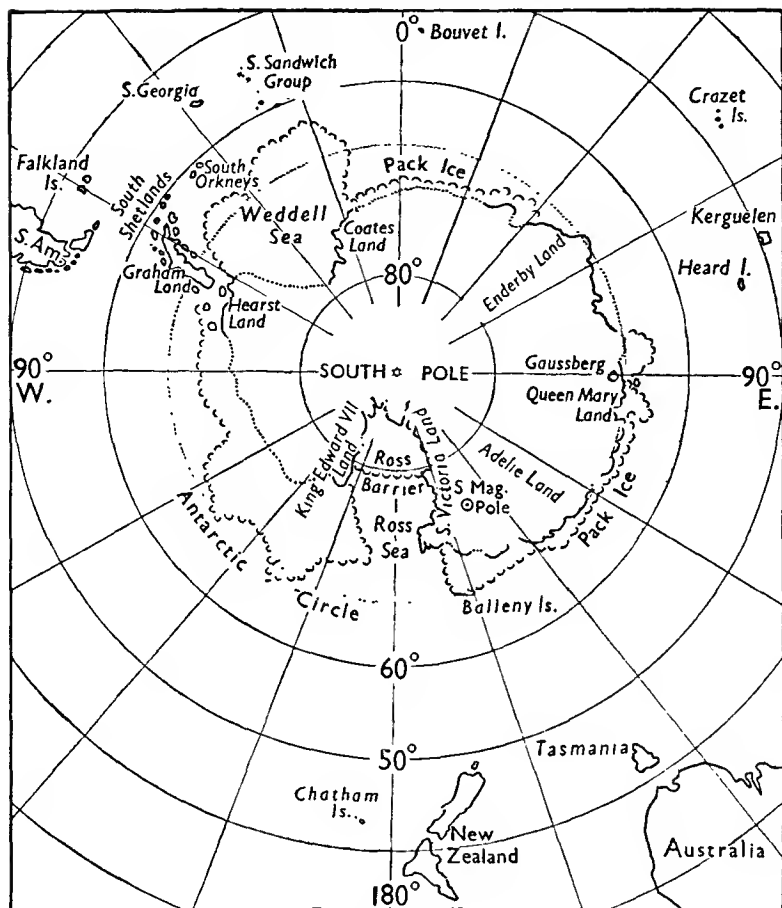 0° Bouvet I.
S. Sandwich
Group
S. Georgia
Crazet
Is.
Falkland
Is.
South
Orkneys
Pack Ice
South Shetlands
Weddell
Sea
Kerguelen
S. Am.
Coates
Land
Enderby Land
Heard I.
Graham
Land
80°
Hearst
Land
90°
W.
SOUTH POLE
Gaussberg
90°
E.
Queen Mary
Land
King Edward VII
Land
Ross
Barrier
S. Victoria Land
Adelie Land
S Mag.
Pole
Pack Ice
Ross
Sea
Antarctic
Circle
Balleny Is.
60°
50°
Tasmania
Chatham
Is.
New
Zealand
Australia
180°